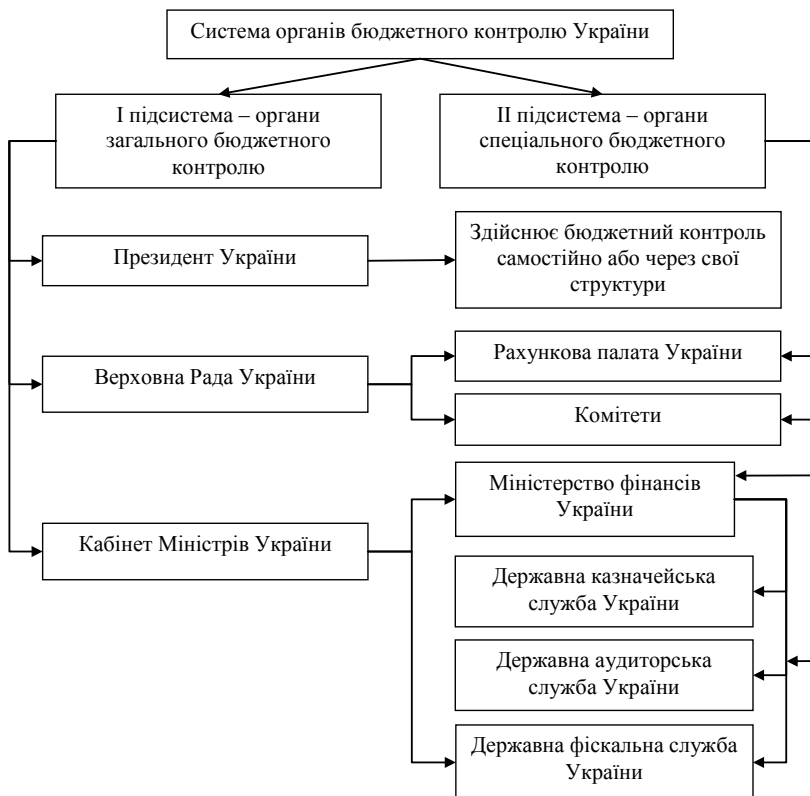 Система органів бюджетного контролю України
І підсистема – органи
загального бюджетного
контролю
ІІ підсистема – органи
спеціального бюджетного
контролю
Президент України
Здійснює бюджетний контроль
самостійно або через свої
структури
Верховна Рада України
Рахункова палата України
Комітети
Кабінет Міністрів України
Міністерство фінансів
України
Державна казначейська
служба України
Державна аудиторська
служба України
Державна фіскальна служба
України